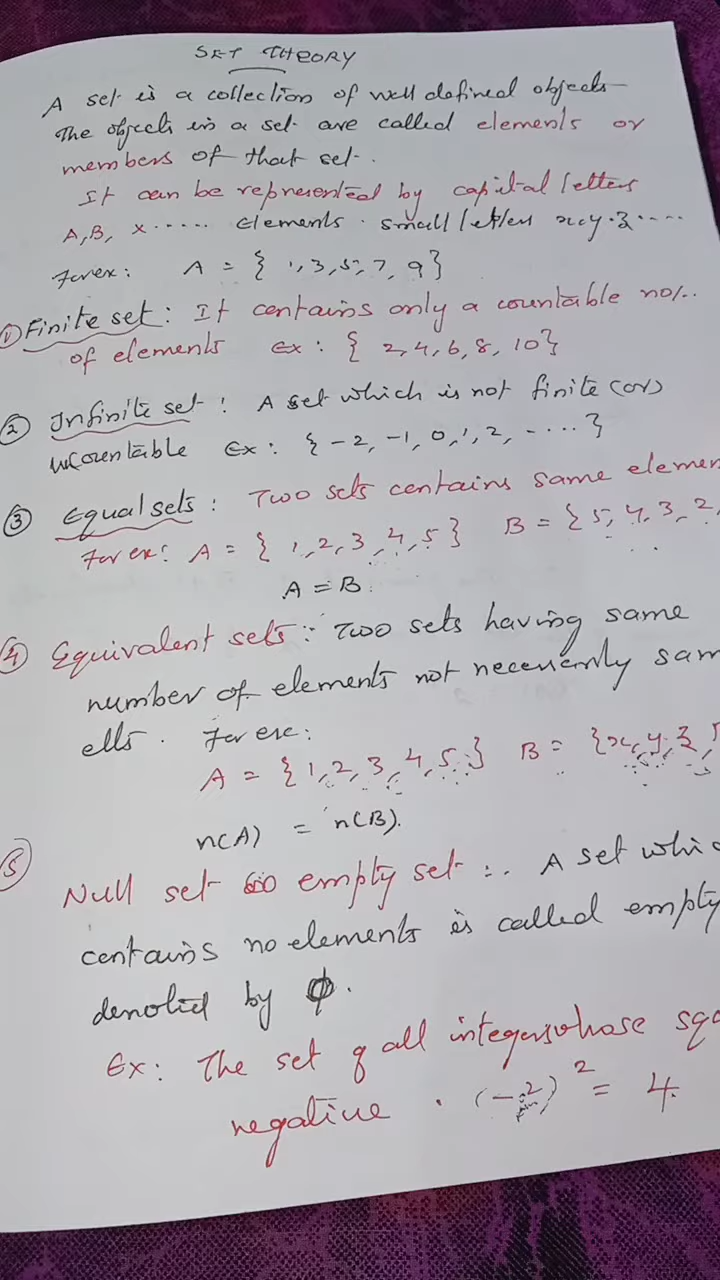 SET THEORY
A set is a collection of well defined objects
The objects in a set are called elements or
members of that set.
It can be represented by capital letters
A, B, X ..... elements . small letters x, y, z ....
For ex: A = { 1, 3, 5, 7, 9 }
① Finite set : It contains only a countable no/..
of elements Ex : { 2, 4, 6, 8, 10 }
② Infinite set : A set which is not finite (or)
uncountable Ex : { -2, -1, 0, 1, 2, ..... }
③ Equal sets : Two sets contains same elemen
For ex: A = { 1, 2, 3, 4, 5 } B = { 5, 4, 3, 2,
A = B.
④ Equivalent sets :- Two sets having same
number of elements not necessarily sam
ells. For ex:
A = { 1, 2, 3, 4, 5 } B = { x, y, z,
n(A) = n(B).
⑤ Null set empty set :. A set whic
contains no elements is called empty
denoted by ϕ.
Ex: The set of all integers whose squ
negative . (-2)² = 4.